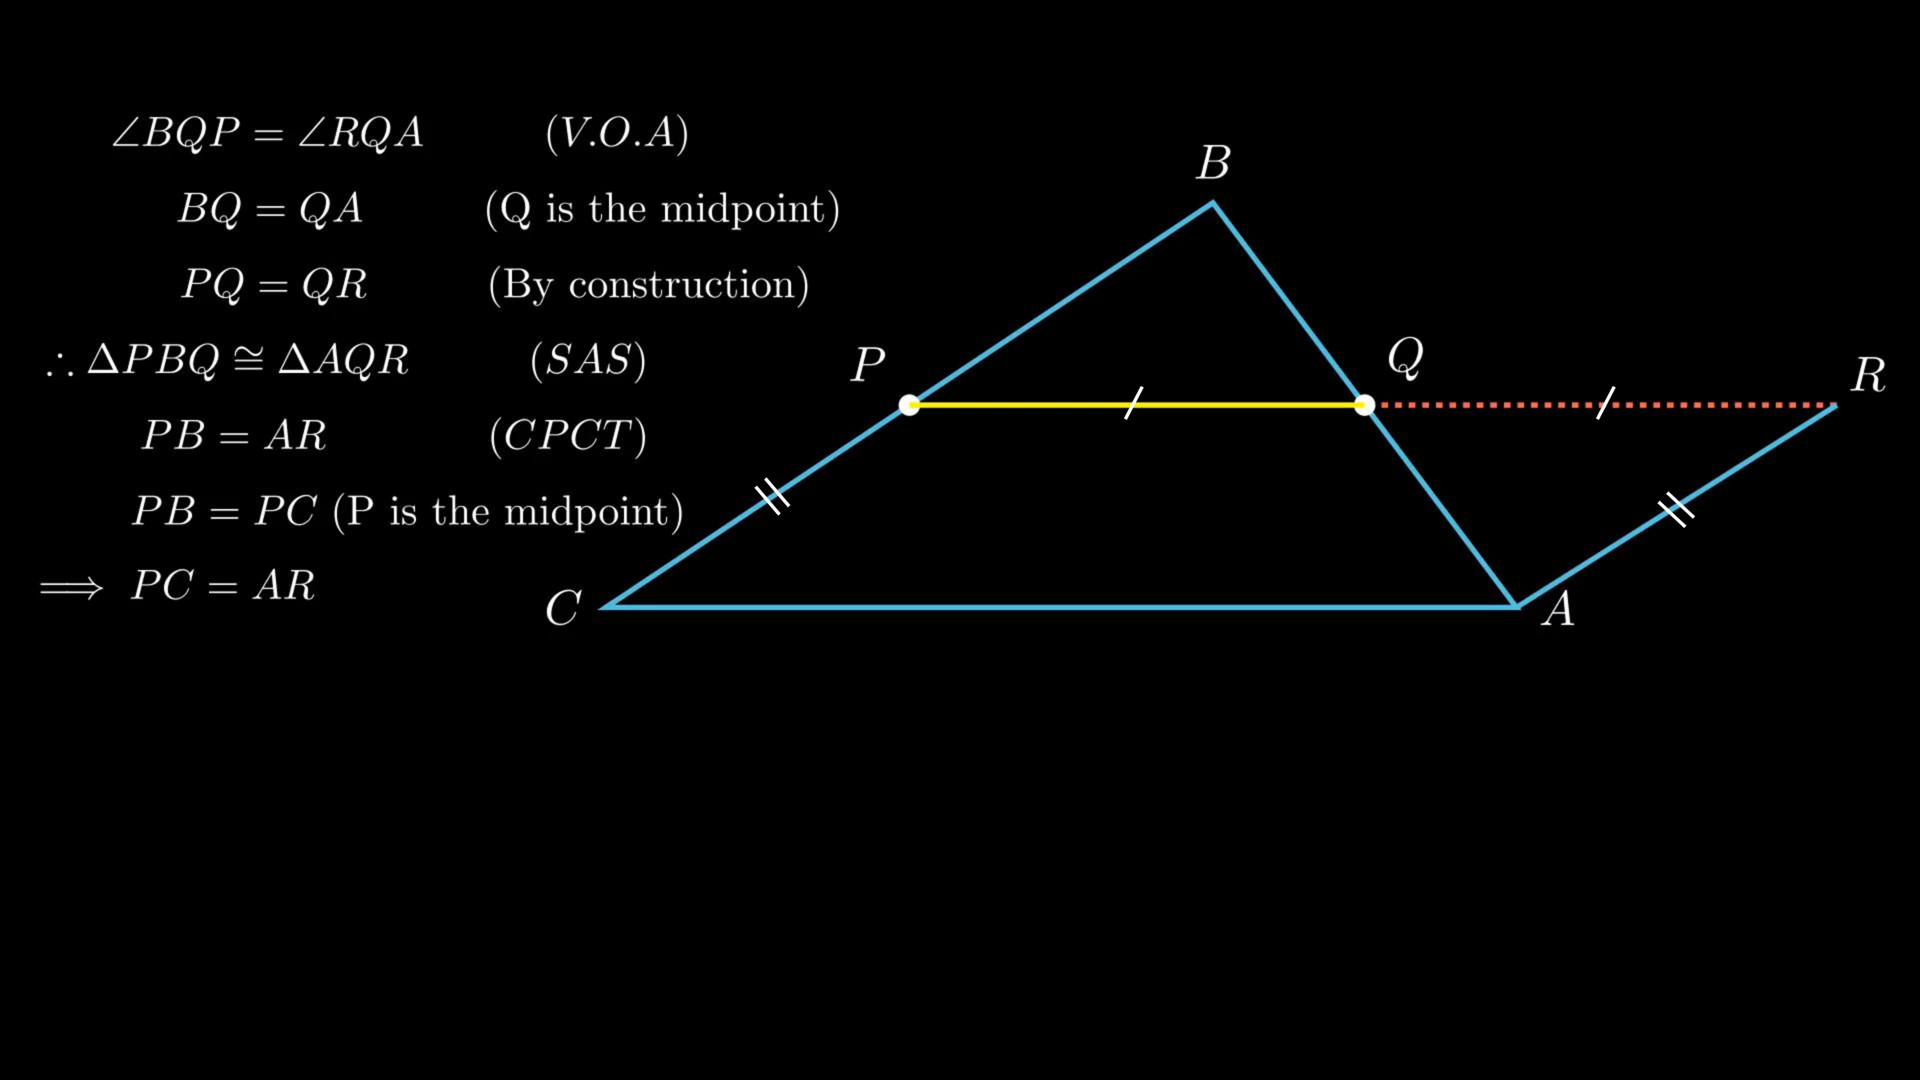 ∠BQP = ∠RQA (V.O.A)
BQ = QA (Q is the midpoint)
PQ = QR (By construction)
∴ ΔPBQ ≅ ΔAQR (SAS)
PB = AR (CPCT)
PB = PC (P is the midpoint)
⟹ PC = AR
B
P
Q
R
C
A